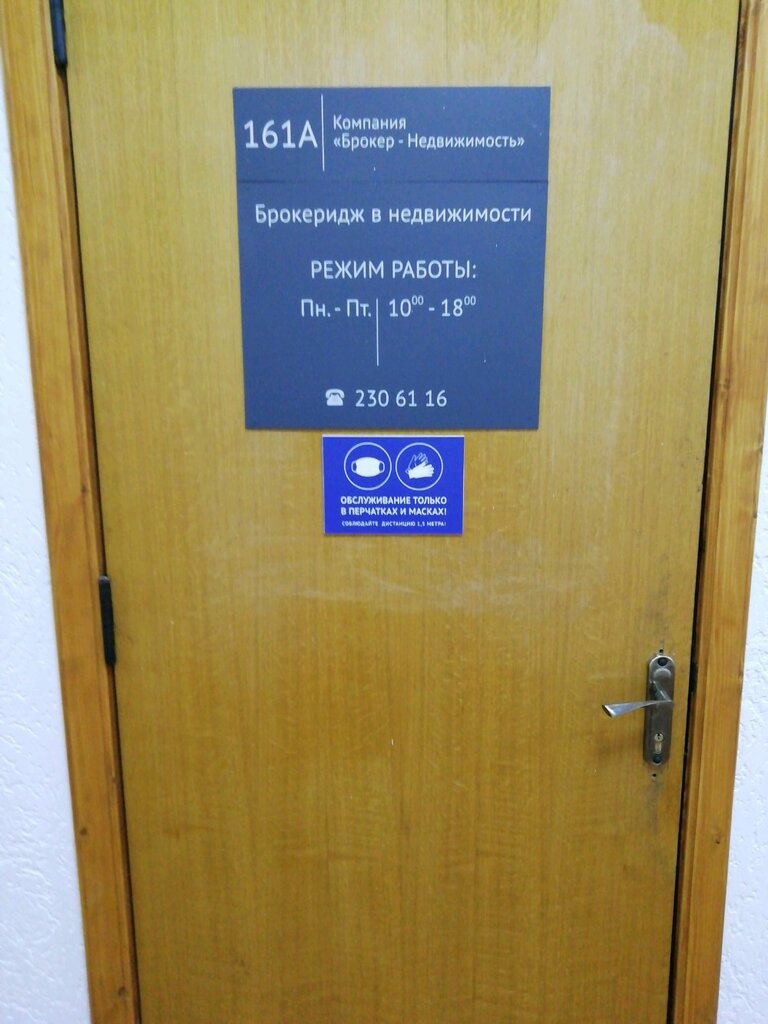 161А
Компания
«Брокер - Недвижимость»
Брокеридж в недвижимости
РЕЖИМ РАБОТЫ:
Пн. - Пт. 10⁰⁰ - 18⁰⁰
☎ 230 61 16
ОБСЛУЖИВАНИЕ ТОЛЬКО
В ПЕРЧАТКАХ И МАСКАХ!
СОБЛЮДАЙТЕ ДИСТАНЦИЮ 1,5 МЕТРА!